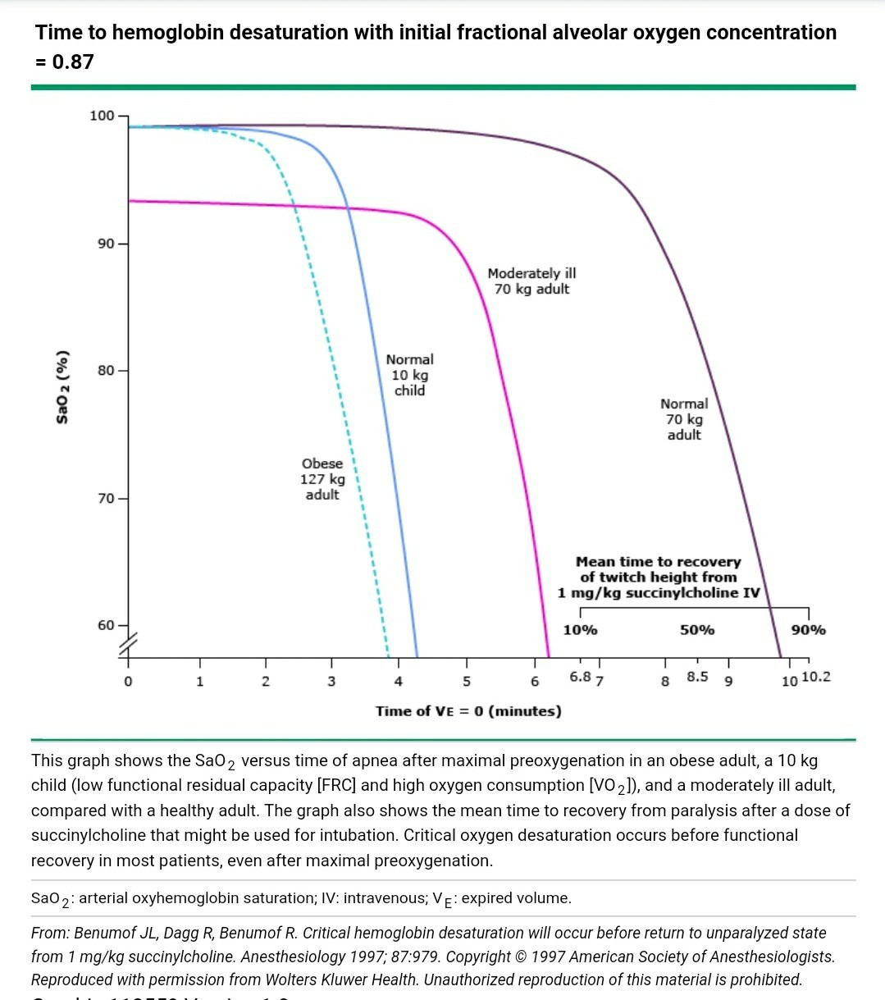 Time to hemoglobin desaturation with initial fractional alveolar oxygen concentration
= 0.87
100
90
80
70
60
SaO2 (%)
Moderately ill
70 kg adult
Normal
10 kg
child
Normal
70 kg
adult
Obese
127 kg
adult
Mean time to recovery
of twitch height from
1 mg/kg succinylcholine IV
10% 50% 90%
0 1 2 3 4 5 6 6.8 7 8 8.5 9 10 10.2
Time of VE = 0 (minutes)
This graph shows the SaO2 versus time of apnea after maximal preoxygenation in an obese adult, a 10 kg
child (low functional residual capacity [FRC] and high oxygen consumption [VO2]), and a moderately ill adult,
compared with a healthy adult. The graph also shows the mean time to recovery from paralysis after a dose of
succinylcholine that might be used for intubation. Critical oxygen desaturation occurs before functional
recovery in most patients, even after maximal preoxygenation.
SaO2: arterial oxyhemoglobin saturation; IV: intravenous; VE: expired volume.
From: Benumof JL, Dagg R, Benumof R. Critical hemoglobin desaturation will occur before return to unparalyzed state
from 1 mg/kg succinylcholine. Anesthesiology 1997; 87:979. Copyright © 1997 American Society of Anesthesiologists.
Reproduced with permission from Wolters Kluwer Health. Unauthorized reproduction of this material is prohibited.